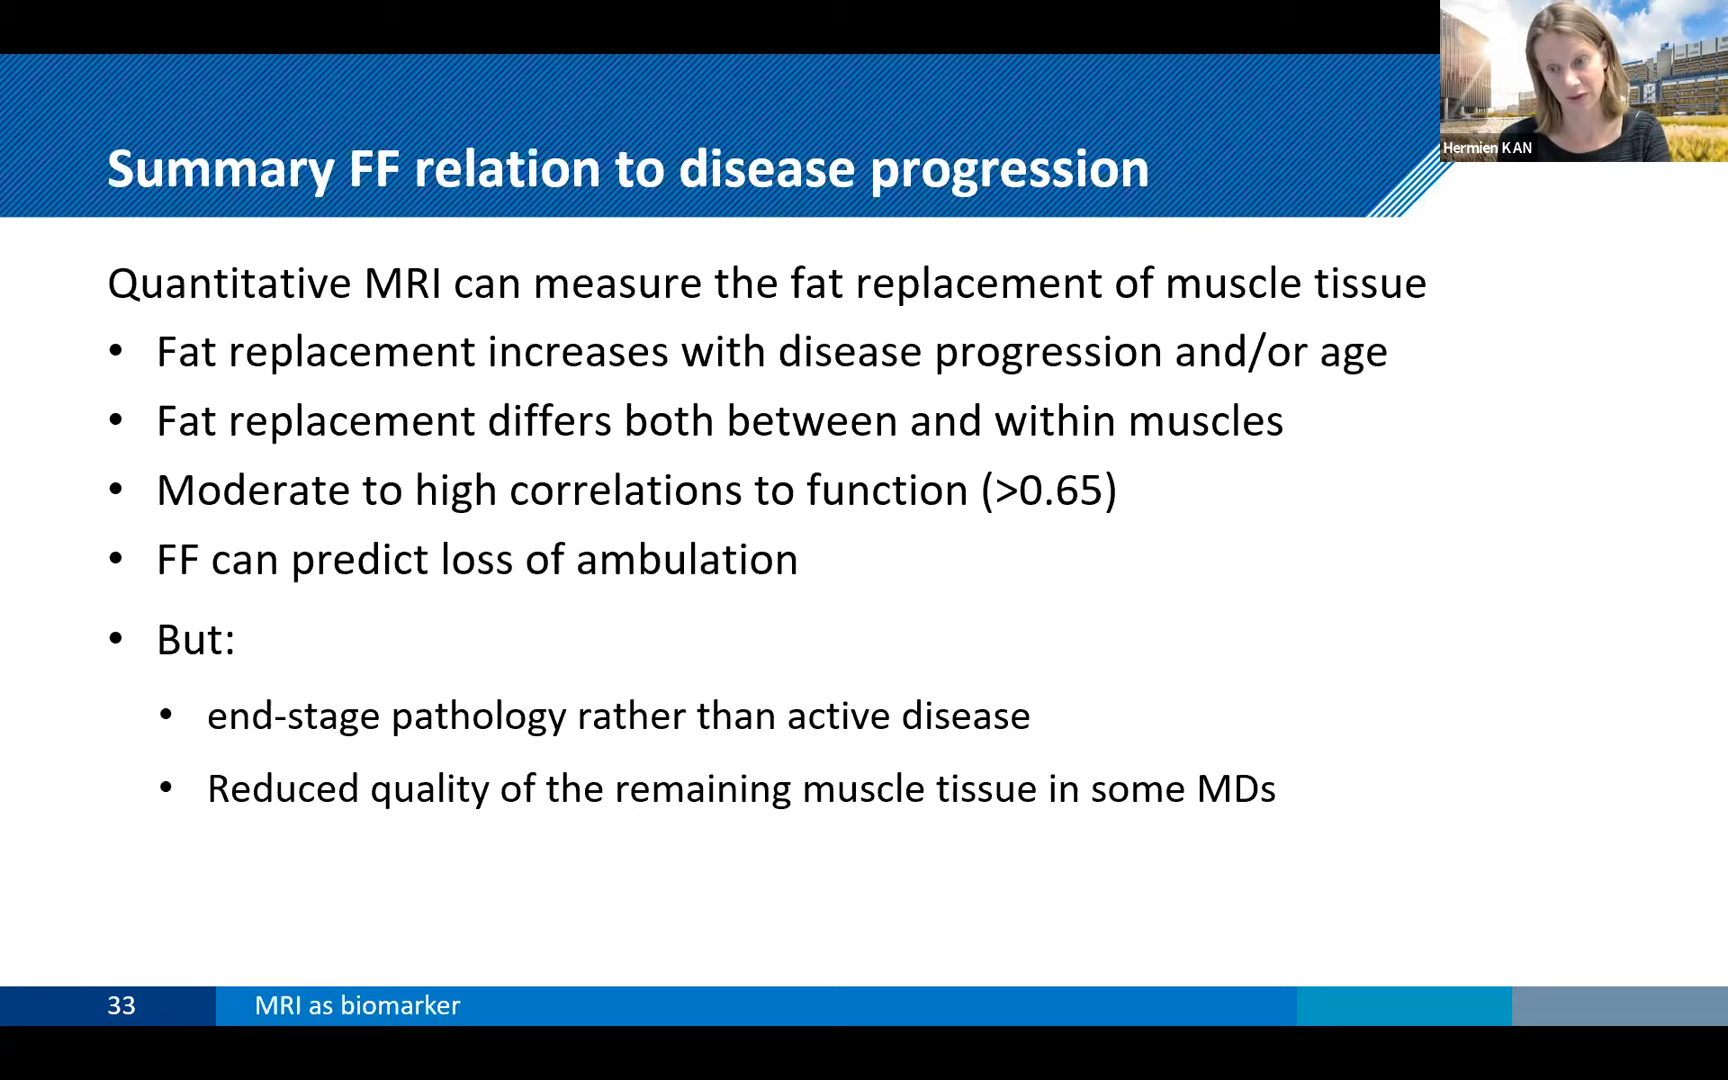 Hermien KAN
Summary FF relation to disease progression
Quantitative MRI can measure the fat replacement of muscle tissue
• Fat replacement increases with disease progression and/or age
• Fat replacement differs both between and within muscles
• Moderate to high correlations to function (>0.65)
• FF can predict loss of ambulation
• But:
• end-stage pathology rather than active disease
• Reduced quality of the remaining muscle tissue in some MDs
33 MRI as biomarker